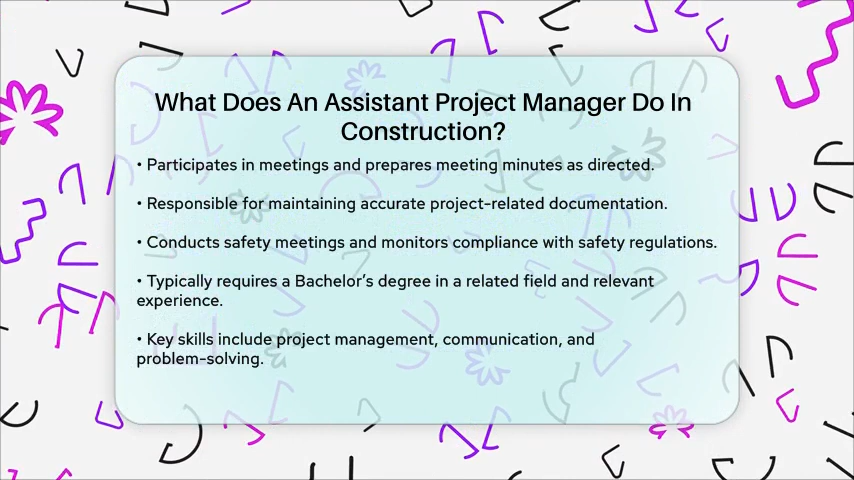 What Does An Assistant Project Manager Do In
Construction?
• Participates in meetings and prepares meeting minutes as directed.
• Responsible for maintaining accurate project-related documentation.
• Conducts safety meetings and monitors compliance with safety regulations.
• Typically requires a Bachelor’s degree in a related field and relevant
experience.
• Key skills include project management, communication, and
problem-solving.